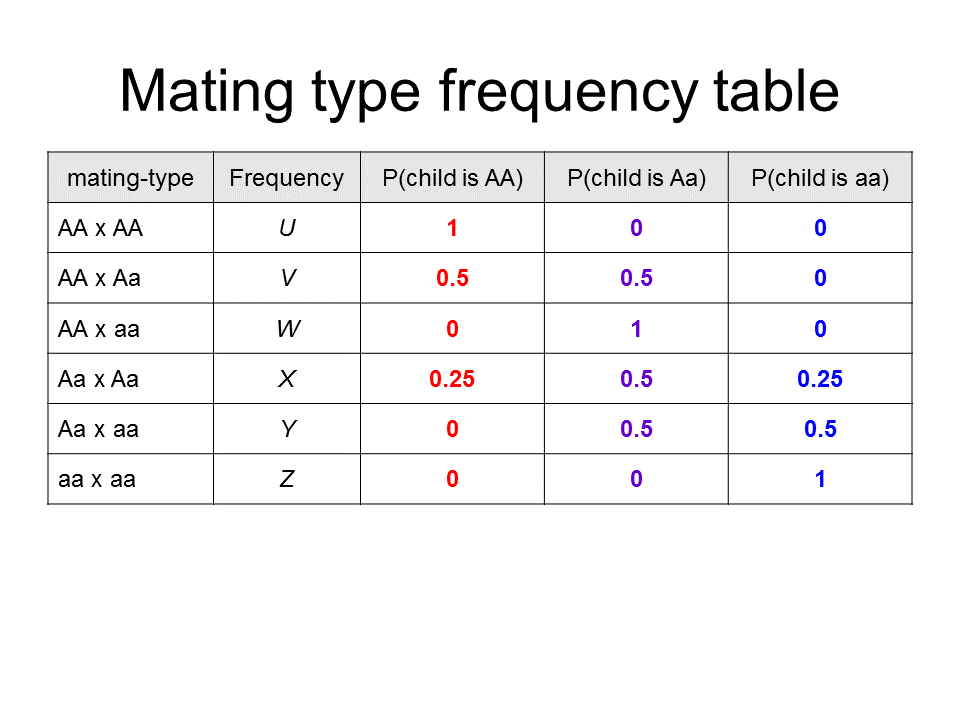 Mating type frequency table
mating-type Frequency P(child is AA) P(child is Aa) P(child is aa)
AA x AA U 1 0 0
AA x Aa V 0.5 0.5 0
AA x aa W 0 1 0
Aa x Aa X 0.25 0.5 0.25
Aa x aa Y 0 0.5 0.5
aa x aa Z 0 0 1